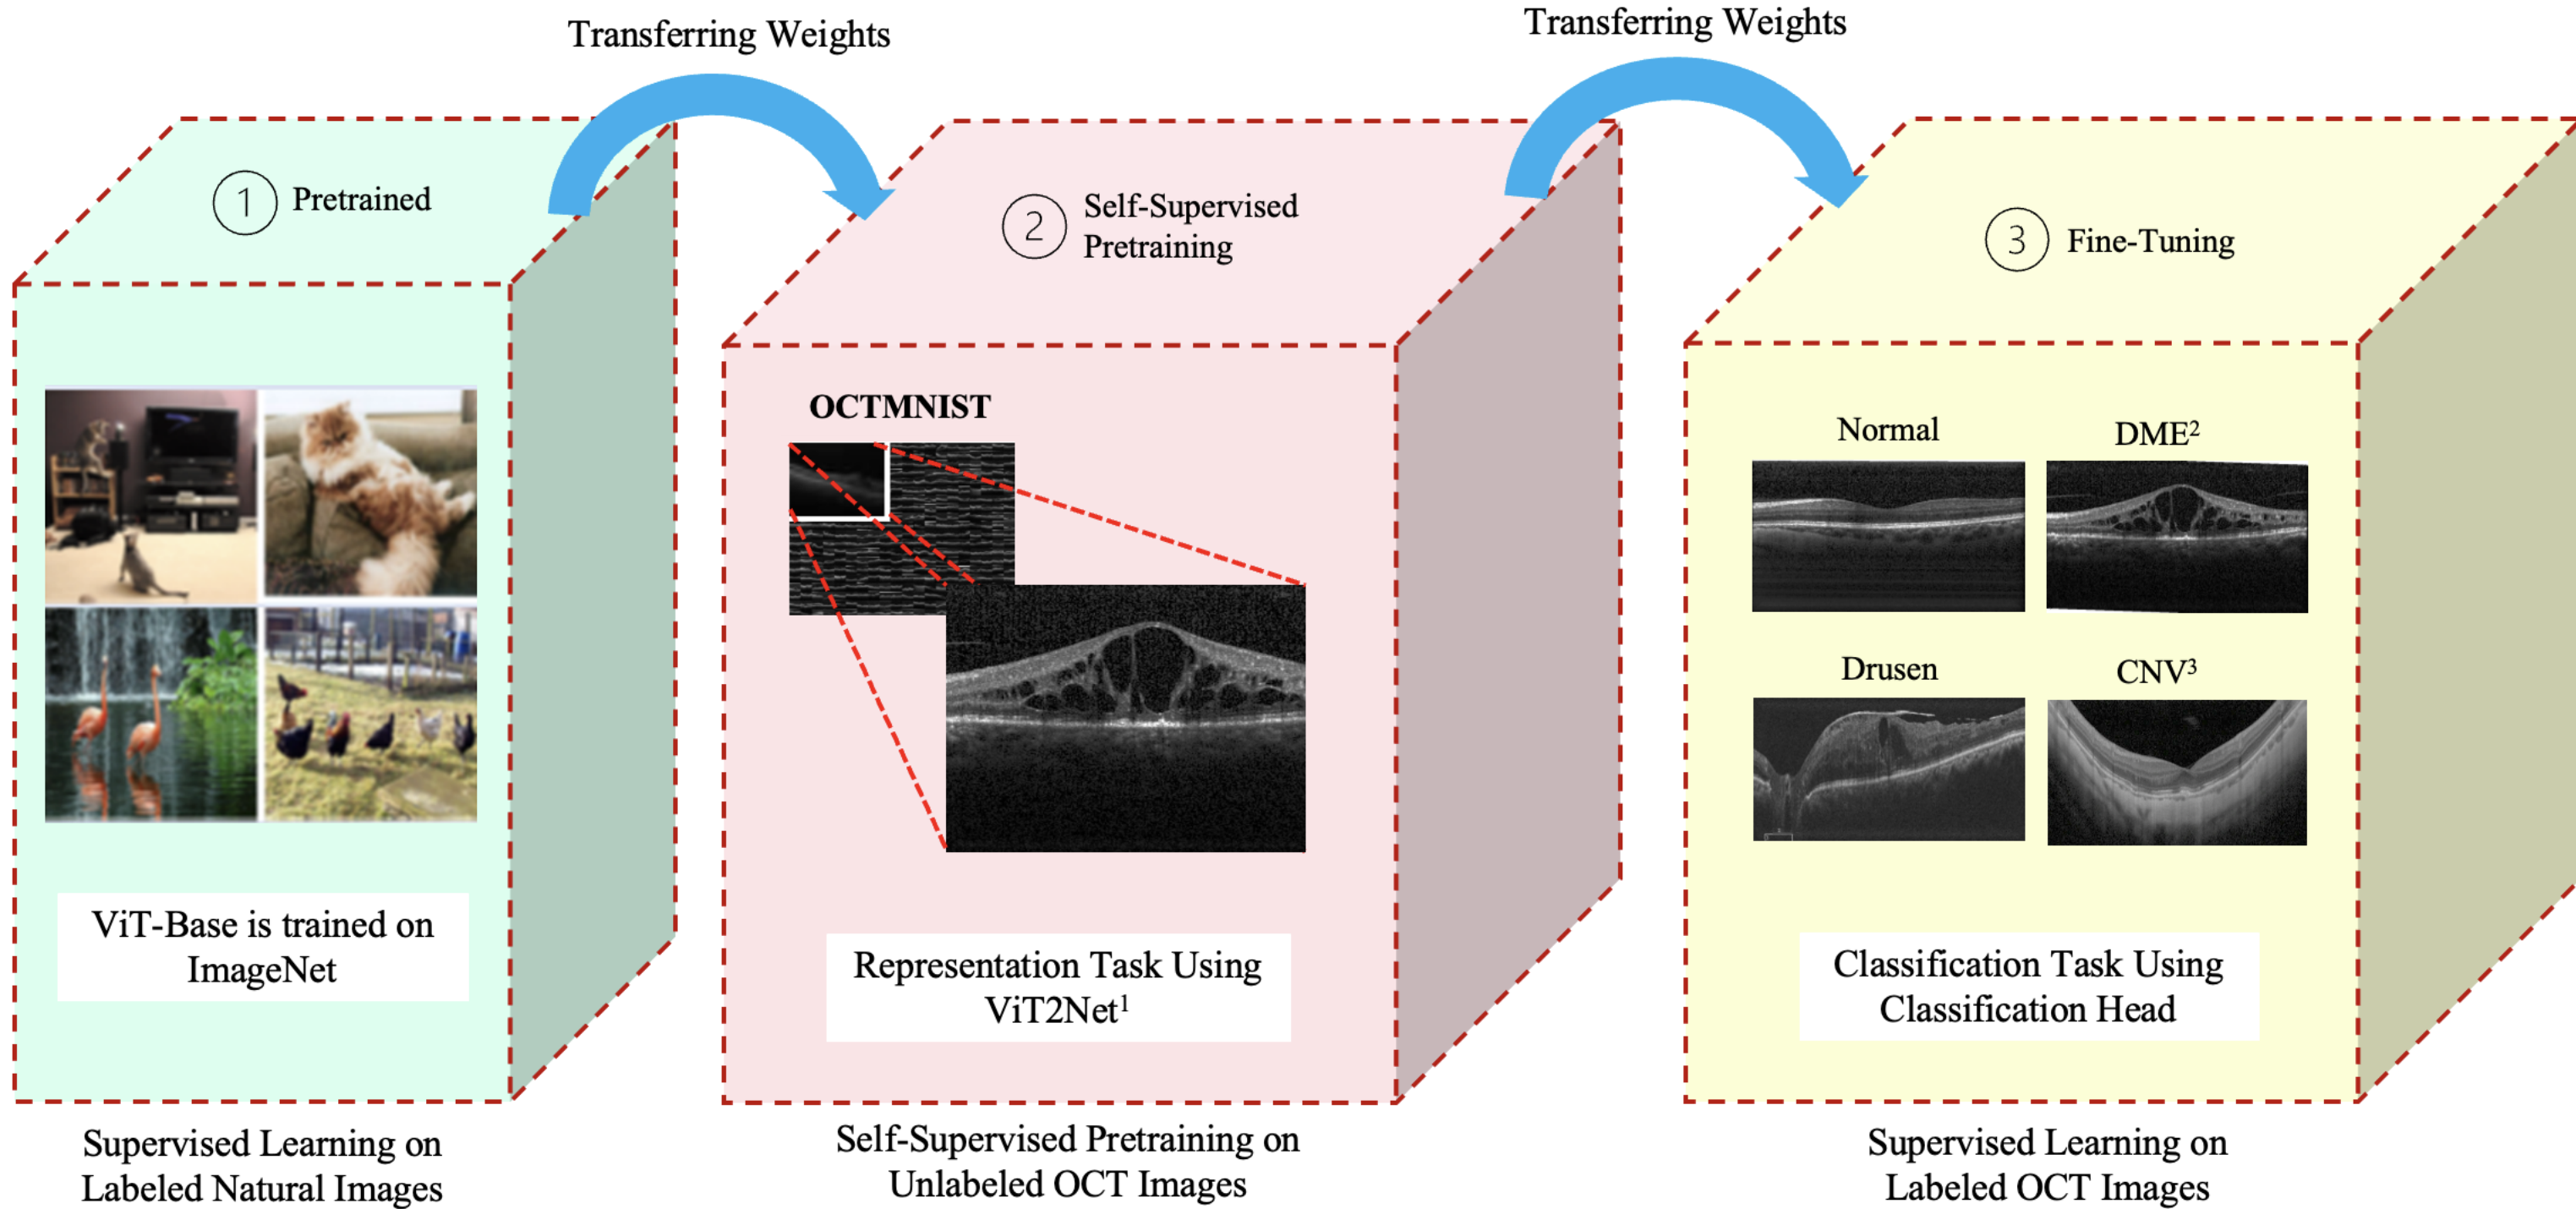 Transferring Weights
Transferring Weights
1 Pretrained
2 Self-Supervised
Pretraining
3 Fine-Tuning
OCTMNIST
Normal
DME²
Drusen
CNV³
ViT-Base is trained on
ImageNet
Representation Task Using
ViT2Net¹
Classification Task Using
Classification Head
Supervised Learning on
Labeled Natural Images
Self-Supervised Pretraining on
Unlabeled OCT Images
Supervised Learning on
Labeled OCT Images